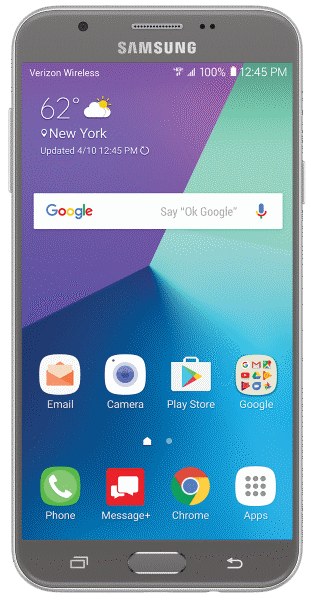 SAMSUNG
Verizon Wireless 100% 12:45 PM
62°
New York
Updated 4/10 12:45 PM
Google Say "Ok Google"
Email Camera Play Store Google
Phone Message+ Chrome Apps